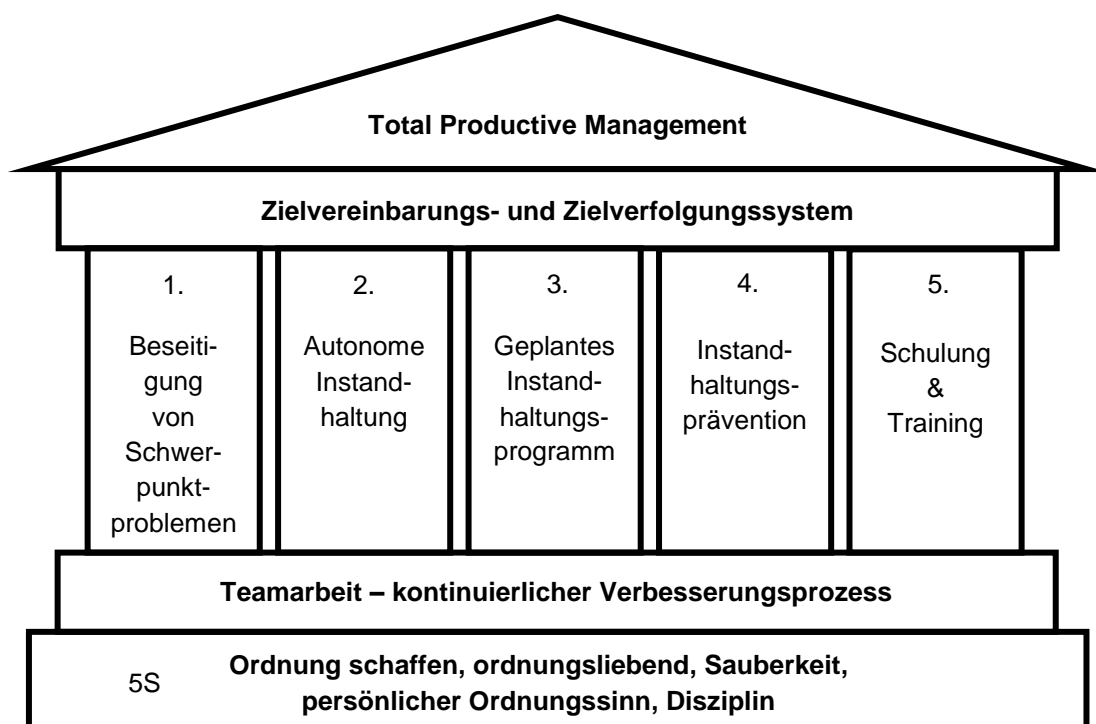 Total Productive Management
Zielvereinbarungs- und Zielverfolgungssystem
1.
Beseiti-
gung
von
Schwer-
punkt-
problemen
2.
Autonome
Instand-
haltung
3.
Geplantes
Instand-
haltungs-
programm
4.
Instand-
haltungs-
prävention
5.
Schulung
&
Training
Teamarbeit – kontinuierlicher Verbesserungsprozess
5S
Ordnung schaffen, ordnungsliebend, Sauberkeit,
persönlicher Ordnungssinn, Disziplin